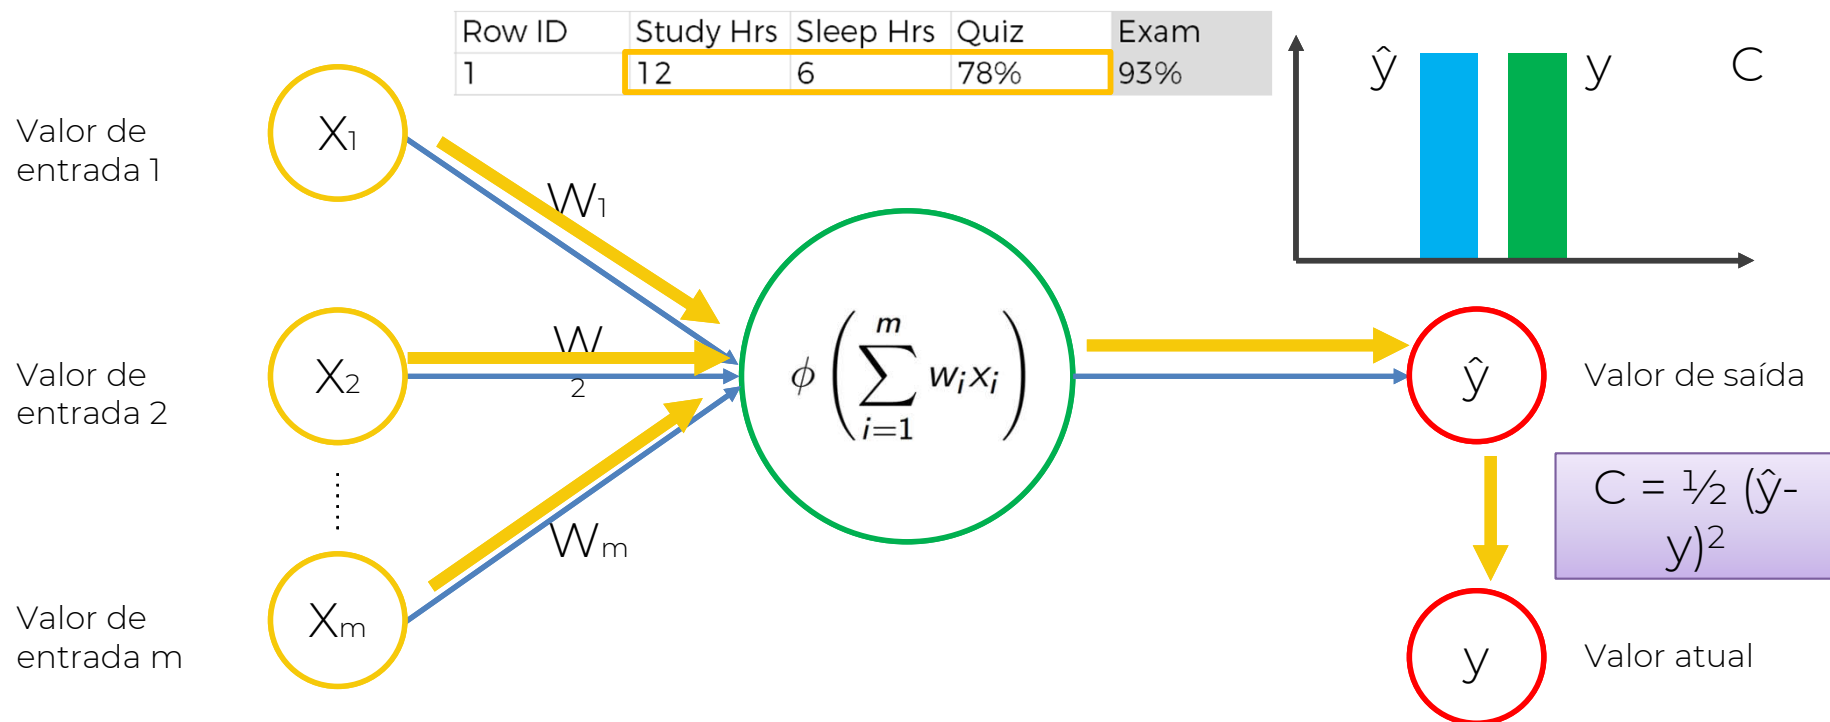 Row ID Study Hrs Sleep Hrs Quiz Exam
1 12 6 78% 93%
ŷ y C
Valor de
entrada 1
X₁
W₁
Valor de
entrada 2
X₂
W
2
ϕ(∑ᵢ₌₁ᵐ wᵢxᵢ)
ŷ
Valor de saída
C = ½ (ŷ-
y)²
Valor de
entrada m
Xₘ
Wₘ
y
Valor atual